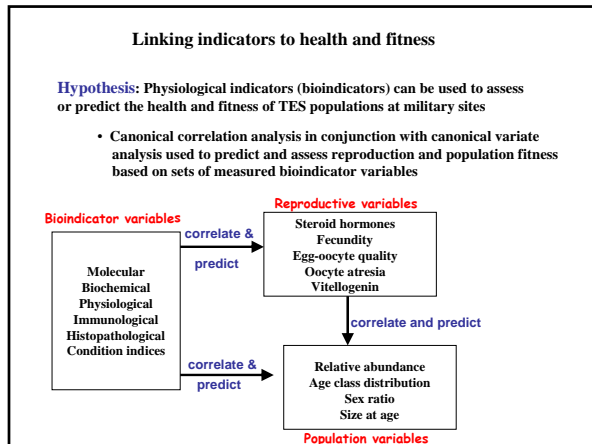 Linking indicators to health and fitness
Hypothesis: Physiological indicators (bioindicators) can be used to assess
or predict the health and fitness of TES populations at military sites
• Canonical correlation analysis in conjunction with canonical variate
analysis used to predict and assess reproduction and population fitness
based on sets of measured bioindicator variables
Bioindicator variables
Molecular
Biochemical
Physiological
Immunological
Histopathological
Condition indices
correlate &
predict
Reproductive variables
Steroid hormones
Fecundity
Egg-oocyte quality
Oocyte atresia
Vitellogenin
correlate and predict
correlate &
predict
Relative abundance
Age class distribution
Sex ratio
Size at age
Population variables